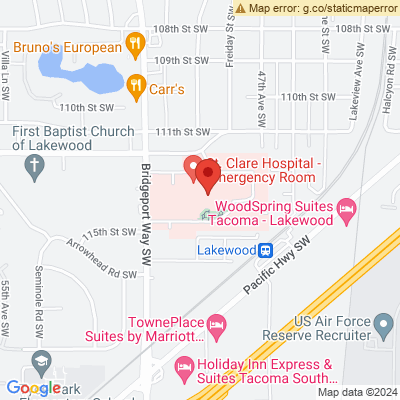 Map error: g.co/staticmaperror
108th St SW
108th St SW
Bruno's European
Villa Ln SW
Freiday St SW
47th Ave SW
Lakeview Ave SW
Halcyon Rd SW
110th St SW
110th St SW
Carr's
111th St SW
First Baptist Church
of Lakewood
St. Clare Hospital -
Emergency Room
Bridgeport Way SW
WoodSpring Suites
Tacoma - Lakewood
115th St SW
Arrowhead Rd SW
Lakewood
Pacific Hwy SW
Seminole Rd SW
55th Ave SW
TownePlace
Suites by Marriott...
US Air Force
Reserve Recruiter
Holiday Inn Express &
Suites Tacoma South...
Google
Map data ©2024